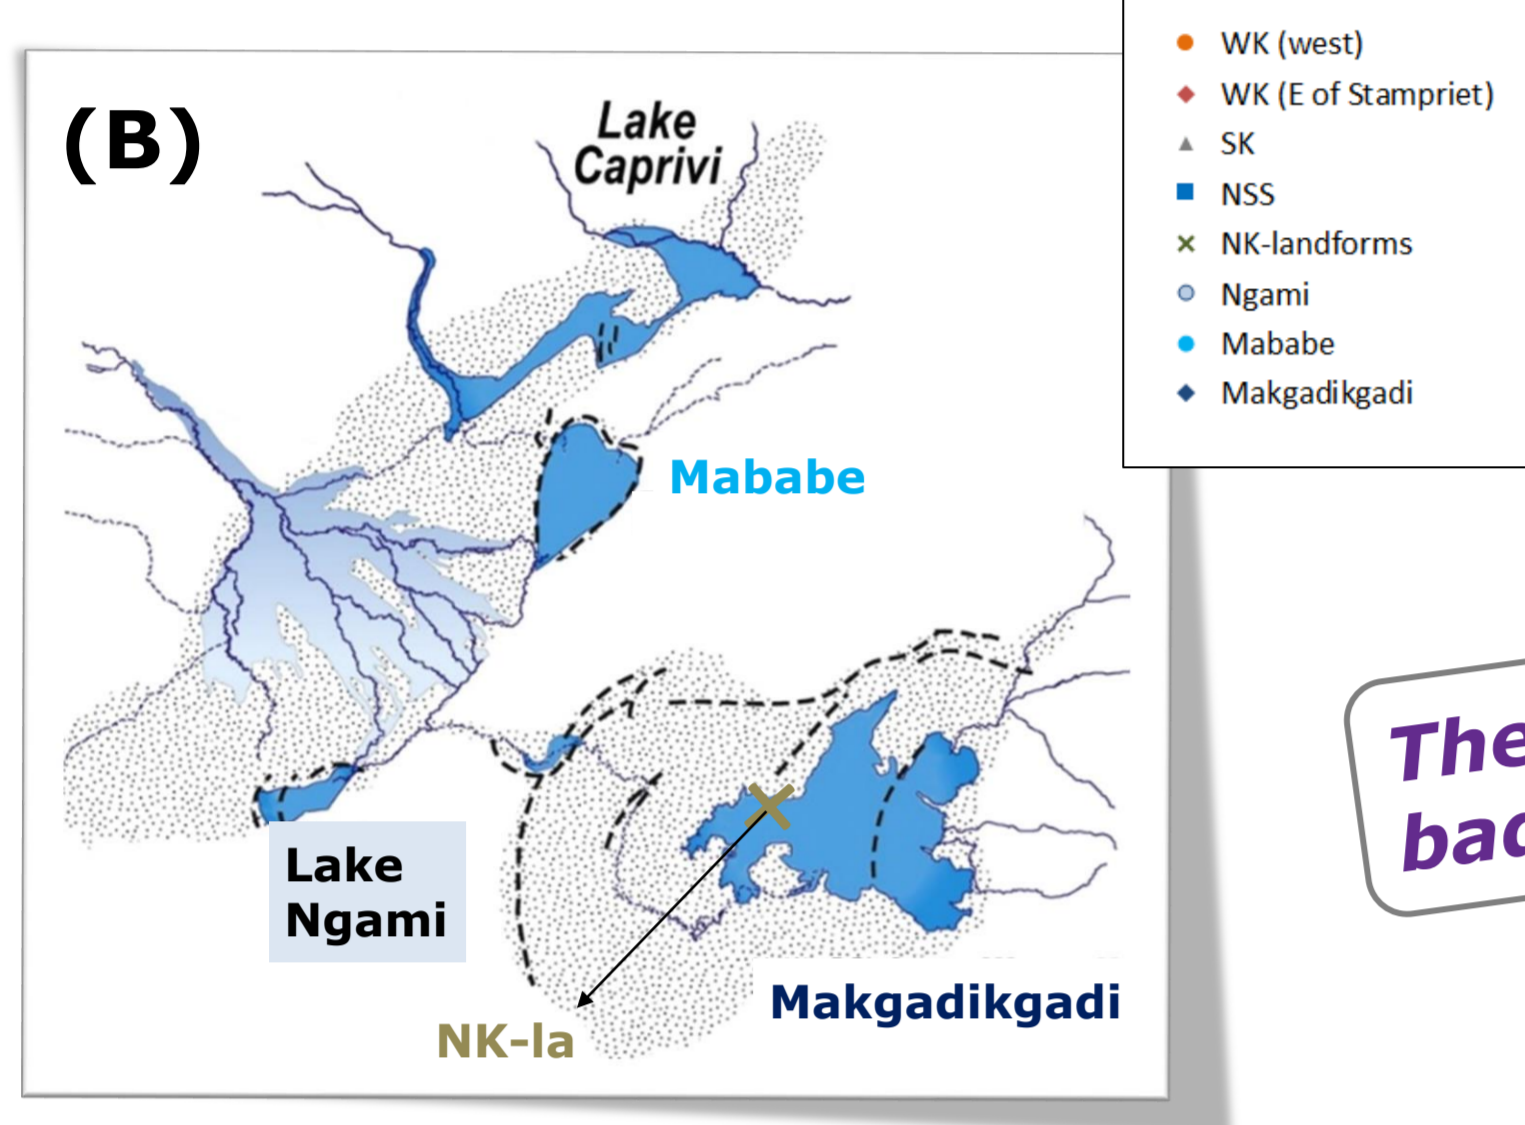 (B)
Lake
Caprivi
Mababe
Lake
Ngami
NK-la
Makgadikgadi
WK (west)
WK (E of Stampriet)
SK
NSS
NK-landforms
Ngami
Mababe
Makgadikgadi
The